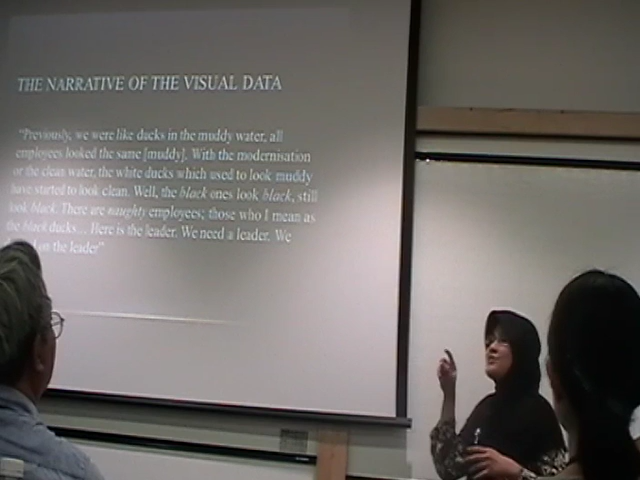 THE NARRATIVE OF THE VISUAL DATA
"Previously, we were like ducks in the muddy water, all
employees looked the same [muddy]. With the modernisation
or the clean water, the white ducks which used to look muddy
have started to look clean. Well, the black ones look black, still
look black. There are naughty employees; those who I mean as
the black ducks... Here is the leader. We need a leader. We
on the leader"